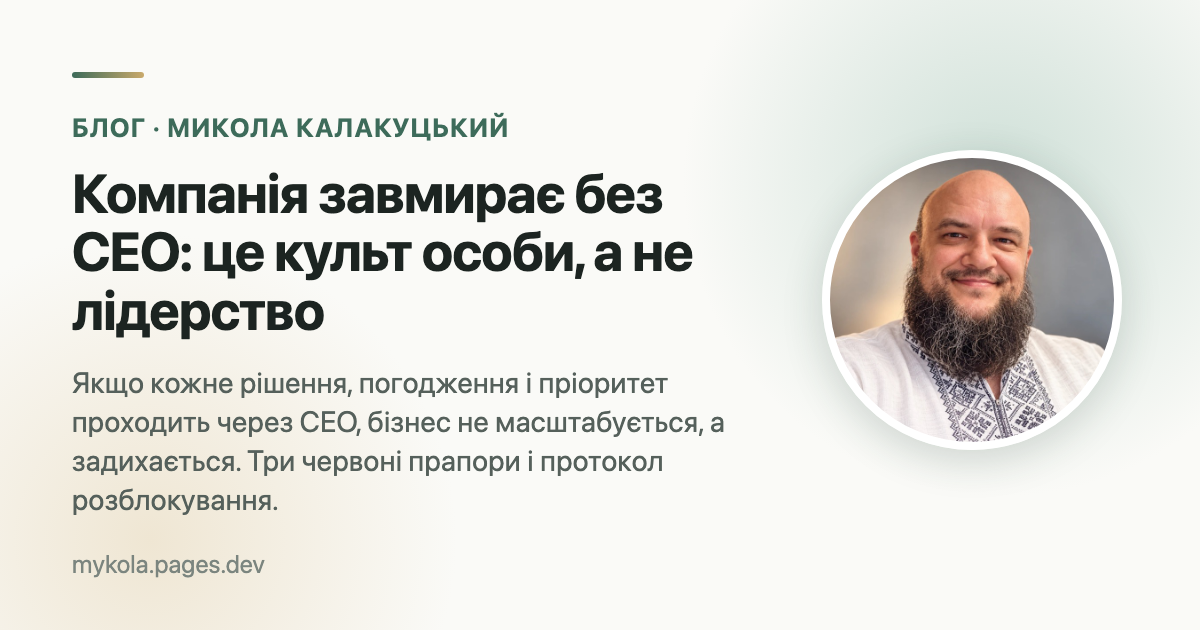 БЛОГ · МИКОЛА КАЛАКУЦЬКИЙ
Компанія завмирає без
CEO: це культ особи, а не
лідерство
Якщо кожне рішення, погодження і пріоритет
проходить через CEO, бізнес не масштабується, а
задихається. Три червоні прапори і протокол
розблокування.
mykola.pages.dev